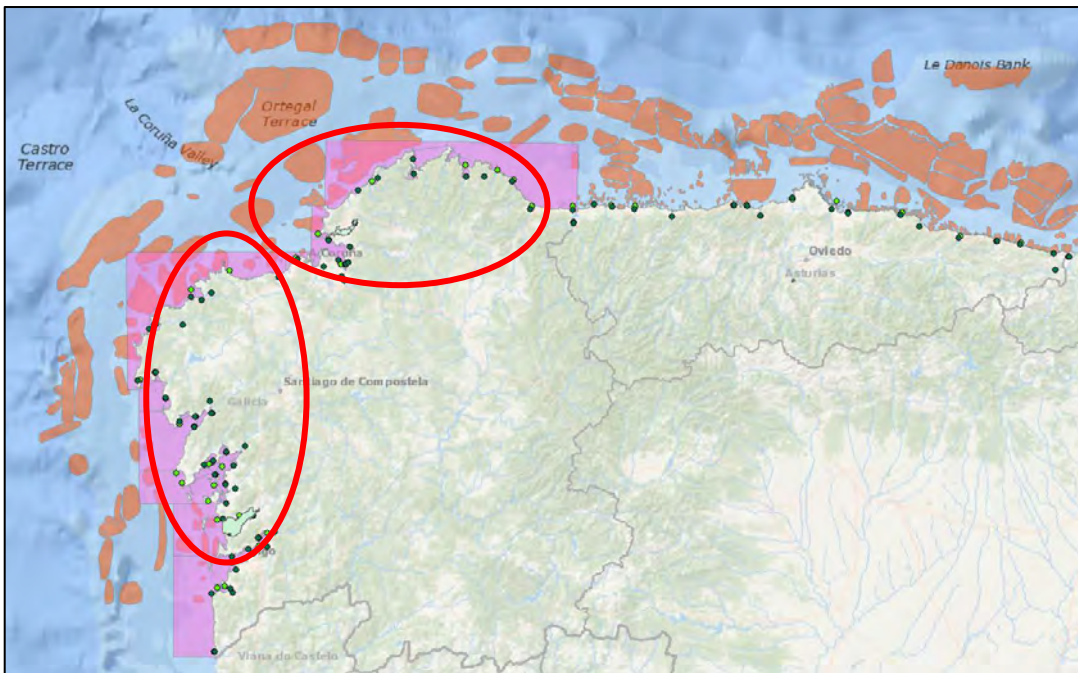 Le Danois Bank
Ortegal
Terrace
La Coruña Valley
Castro
Terrace
A Coruña
Oviedo
Asturias
Santiago de Compostela
Galicia
Viana do Castelo